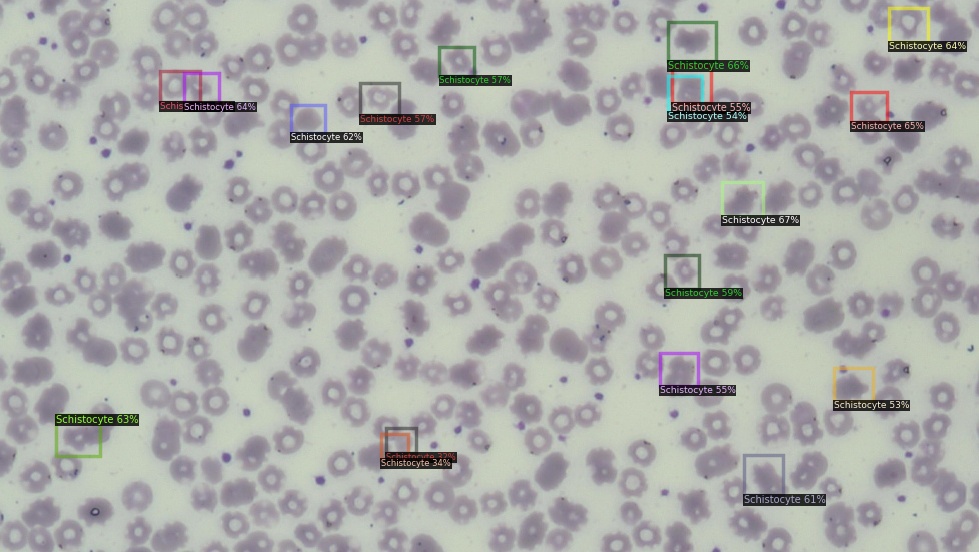 Schistocyte 64%
Schistocyte 66%
Schistocyte 57%
Schistocyte 64%
Schistocyte 57%
Schistocyte 55%
Schistocyte 54%
Schistocyte 65%
Schistocyte 62%
Schistocyte 67%
Schistocyte 59%
Schistocyte 55%
Schistocyte 53%
Schistocyte 63%
Schistocyte 34%
Schistocyte 61%